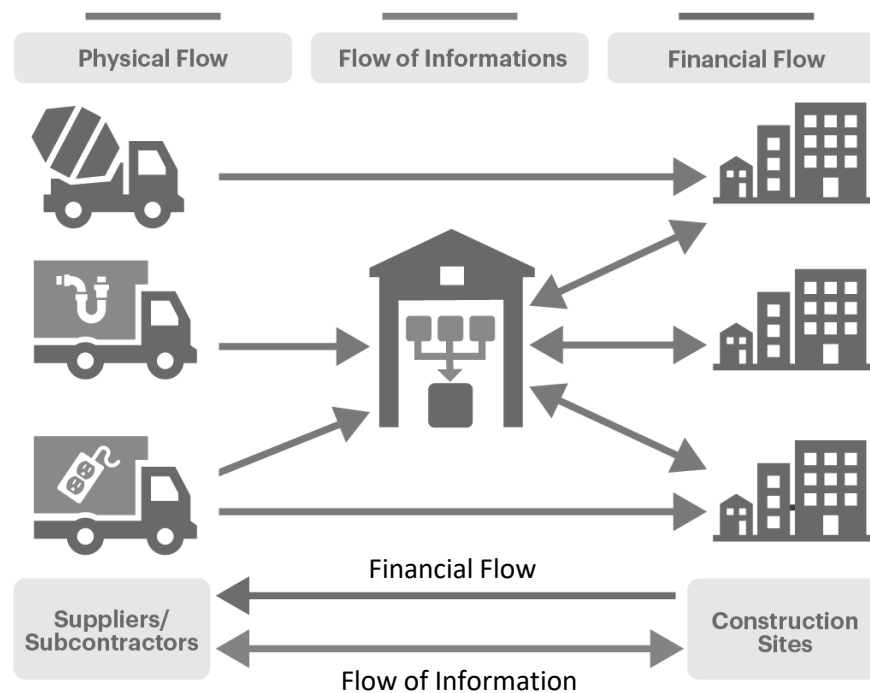 Physical Flow
Flow of Informations
Financial Flow
Financial Flow
Suppliers/
Subcontractors
Construction
Sites
Flow of Information